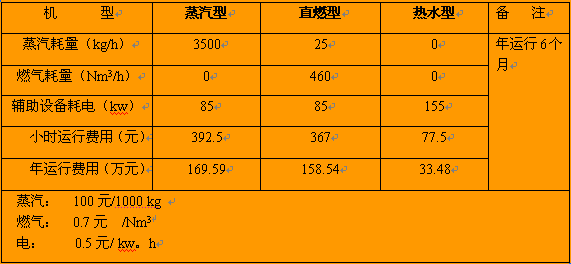 机 型 蒸汽型 直燃型 热水型 备 注
蒸汽耗量（kg/h） 3500 25 0 年运行6个月
燃气耗量（Nm3/h） 0 460 0
辅助设备耗电（kw） 85 85 155
小时运行费用（元） 392.5 367 77.5
年运行费用（万元） 169.59 158.54 33.48
蒸汽： 100 元/1000 kg
燃气： 0.7 元 /Nm3
电： 0.5 元/ kw。h